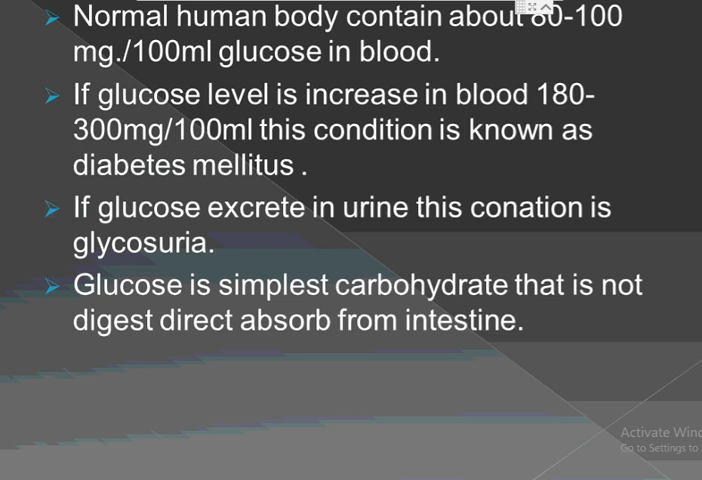 Normal human body contain about 80-100
mg./100ml glucose in blood.
If glucose level is increase in blood 180-
300mg/100ml this condition is known as
diabetes mellitus .
If glucose excrete in urine this conation is
glycosuria.
Glucose is simplest carbohydrate that is not
digest direct absorb from intestine.
Activate
Go to Settings to